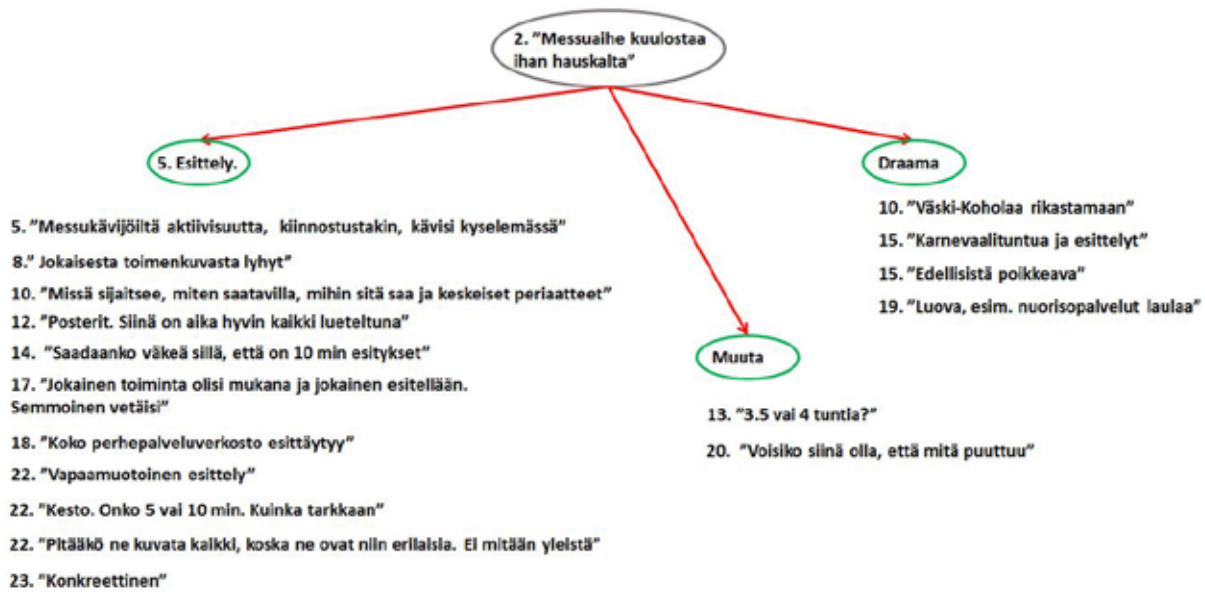 2. ”Messuaihe kuulostaa
ihan hauskalta”
5. Esittely.
5. ”Messukävijöiltä aktiivisuutta, kiinnostustakin, kävisi kyselemässä”
8.” Jokaisesta toimenkuvasta lyhyt”
10. ”Missä sijaitsee, miten saatavilla, mihin sitä saa ja keskeiset periaatteet”
12. ”Posterit. Siinä on aika hyvin kaikki lueteltuna”
14. ”Saadaanko väkeä sillä, että on 10 min esitykset”
17. ”Jokainen toiminta olisi mukana ja jokainen esitellään.
Semmoinen vetäisi”
18. ”Koko perhepalveluverkosto esittäytyy”
22. ”Vapaamuotoinen esittely”
22. ”Kesto. Onko 5 vai 10 min. Kuinka tarkkaan”
22. ”Pitääkö ne kuvata kaikki, koska ne ovat niin erilaisia. Ei mitään yleistä”
23. ”Konkreettinen”
Muuta
13. ”3.5 vai 4 tuntia?”
20. ”Voisiko siinä olla, että mitä puuttuu”
Draama
10. ”Väski-Koholaa rikastamaan”
15. ”Karnevaalituntua ja esittelyt”
15. ”Edellisistä poikkeava”
19. ”Luova, esim. nuorisopalvelut laulaa”